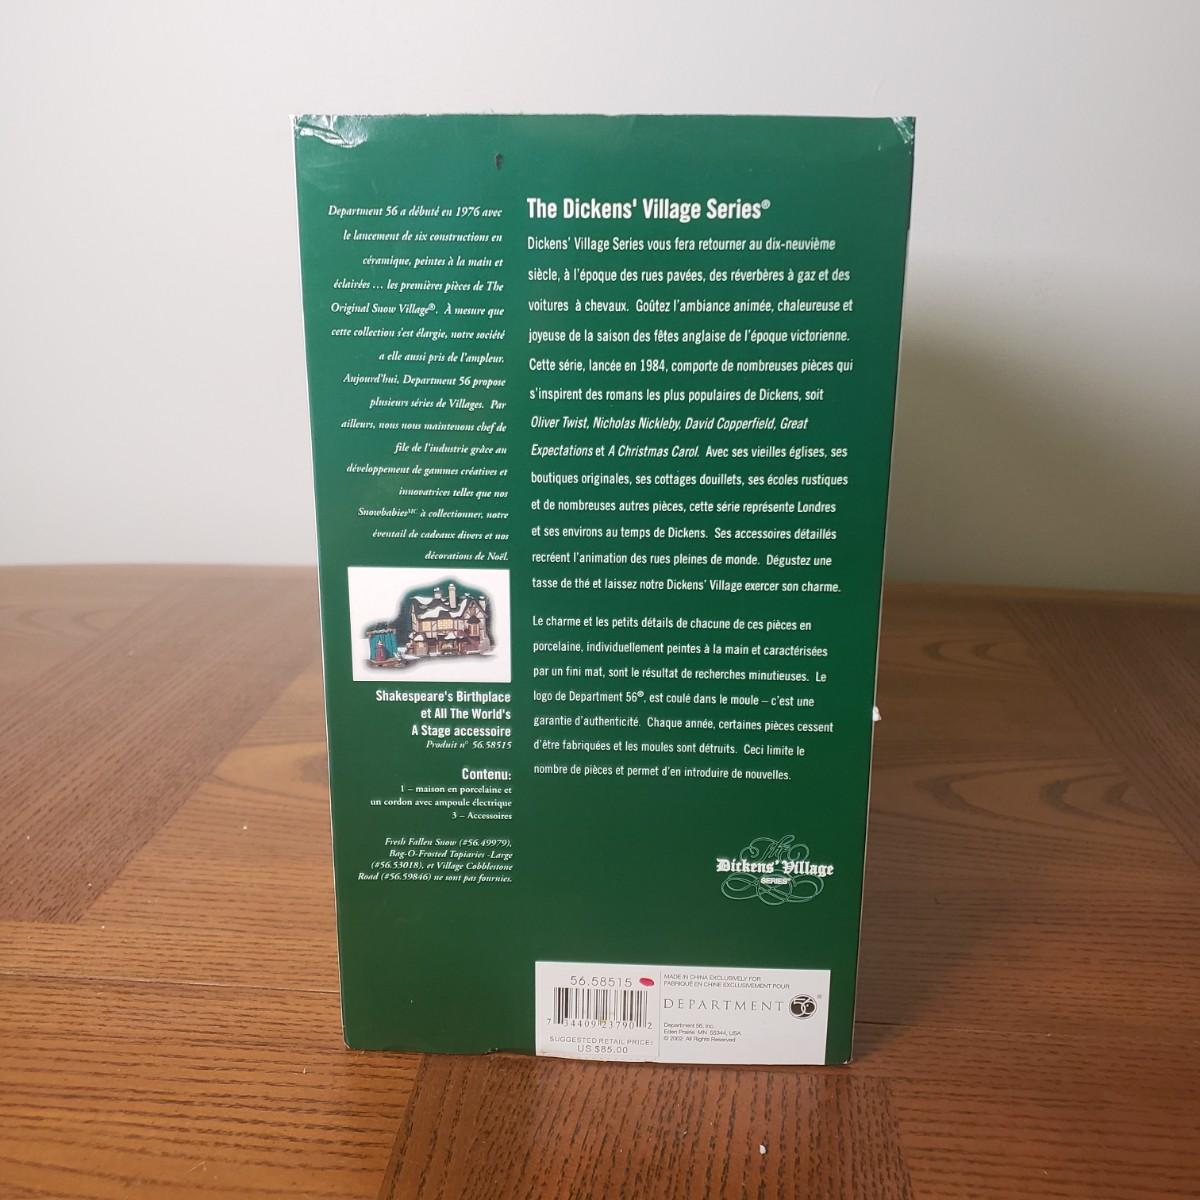 Department 56 a débuté en 1976 avec
le lancement de six constructions en
céramique, peintes à la main et
éclairées ... les premières pièces de The
Original Snow Village®. À mesure que
cette collection s'est élargie, notre société
a elle aussi pris de l'ampleur.
Aujourd'hui, Department 56 propose
plusieurs séries de Villages. Par
ailleurs, nous nous maintenons chef de
file de l'industrie grâce au
développement de gammes créatives et
innovatrices telles que nos
Snowbabies MC à collectionner, notre
éventail de cadeaux divers et nos
décorations de Noël.
Shakespeare's Birthplace
et All The World's
A Stage accessoire
Produit n° 56.58515
Contenu:
1 – maison en porcelaine et
un cordon avec ampoule électrique
3 – Accessoires
Fresh Fallen Snow (#56.49979),
Bag-O-Frosted Topiaries -Large
(#56.53018), et Village Cobblestone
Road (#56.59846) ne sont pas fournies.
The Dickens' Village Series®
Dickens' Village Series vous fera retourner au dix-neuvième
siècle, à l'époque des rues pavées, des réverbères à gaz et des
voitures à chevaux. Goûtez l'ambiance animée, chaleureuse et
joyeuse de la saison des fêtes anglaise de l'époque victorienne.
Cette série, lancée en 1984, comporte de nombreuses pièces qui
s'inspirent des romans les plus populaires de Dickens, soit
Oliver Twist, Nicholas Nickleby, David Copperfield, Great
Expectations et A Christmas Carol. Avec ses vieilles églises, ses
boutiques originales, ses cottages douillets, ses écoles rustiques
et de nombreuses autres pièces, cette série représente Londres
et ses environs au temps de Dickens. Ses accessoires détaillés
recréent l'animation des rues pleines de monde. Dégustez une
tasse de thé et laissez notre Dickens' Village exercer son charme.
Le charme et les petits détails de chacune de ces pièces en
porcelaine, individuellement peintes à la main et caractérisées
par un fini mat, sont le résultat de recherches minutieuses. Le
logo de Department 56®, est coulé dans le moule – c'est une
garantie d'authenticité. Chaque année, certaines pièces cessent
d'être fabriquées et les moules sont détruits. Ceci limite le
nombre de pièces et permet d'en introduire de nouvelles.
The
Dickens' Village
SERIES®
56.58515
7 34409 23790 2
SUGGESTED RETAIL PRICE:
US $85.00
MADE IN CHINA EXCLUSIVELY FOR
FABRIQUÉ EN CHINE EXCLUSIVEMENT POUR
DEPARTMENT 56®
Department 56, Inc.
Eden Prairie MN 55344, USA
© 2002 All Rights Reserved